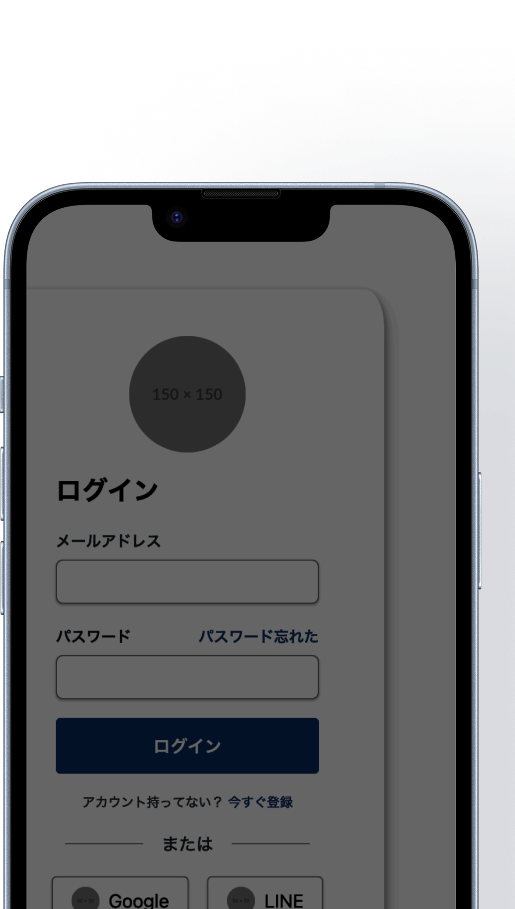 150 × 150
ログイン
メールアドレス
パスワード パスワード忘れた
ログイン
アカウント持ってない？ 今すぐ登録
または
Google LINE